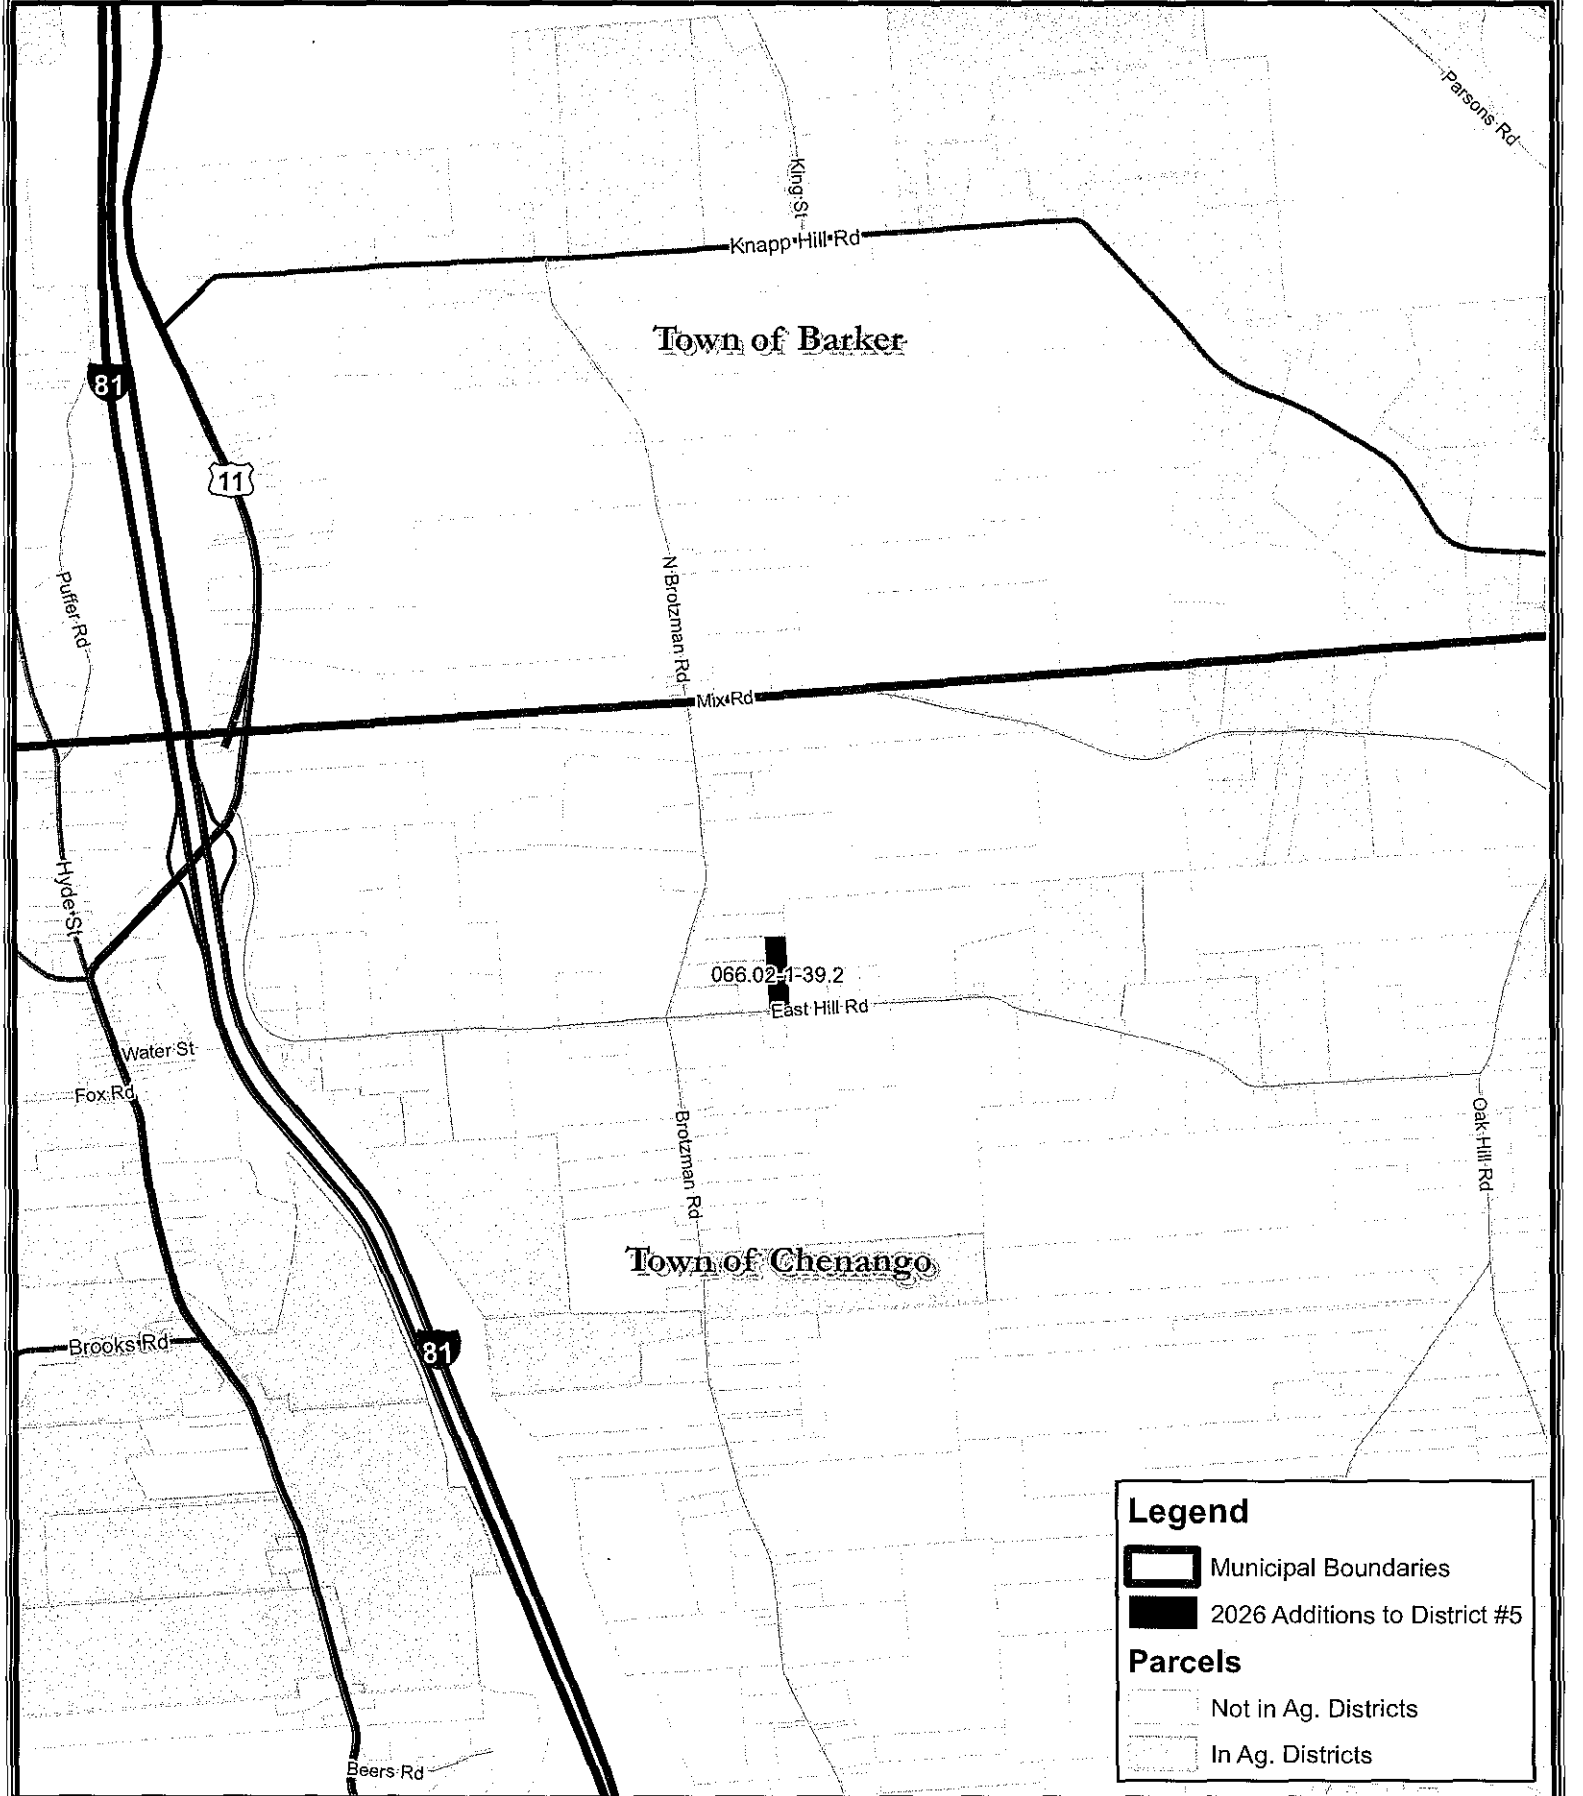 Parsons Rd
King St
Knapp Hill Rd
Town of Barker
81
11
Puffer Rd
N Brotzman Rd
Mix Rd
Hyde St
066.02-1-39.2
East Hill Rd
Water St
Fox Rd
Brotzman Rd
Oak Hill Rd
Town of Chenango
Brooks Rd
81
Beers Rd
Legend
Municipal Boundaries
2026 Additions to District #5
Parcels
Not in Ag. Districts
In Ag. Districts